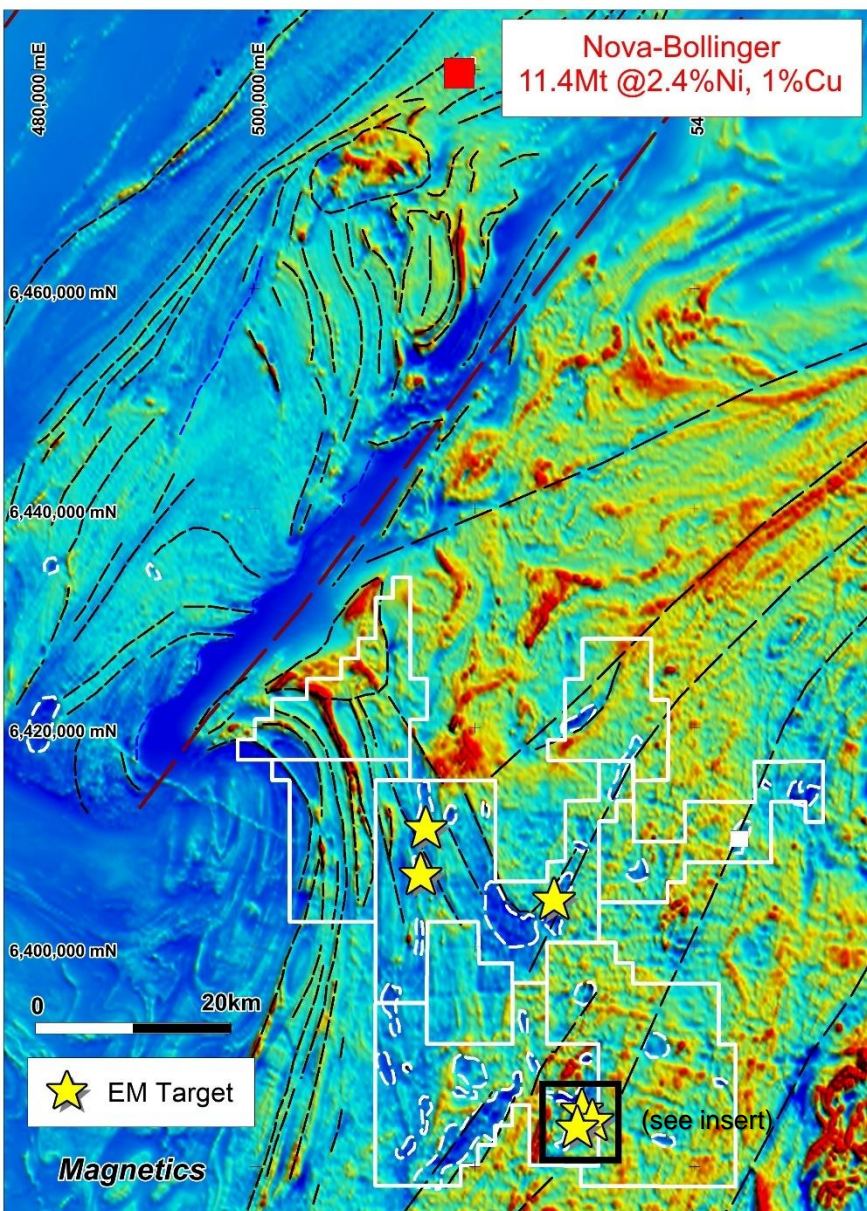 Nova-Bollinger
11.4Mt @2.4%Ni, 1%Cu
480,000 mE
500,000 mE
54
6,460,000 mN
6,440,000 mN
6,420,000 mN
6,400,000 mN
0 20km
EM Target
(see insert)
Magnetics